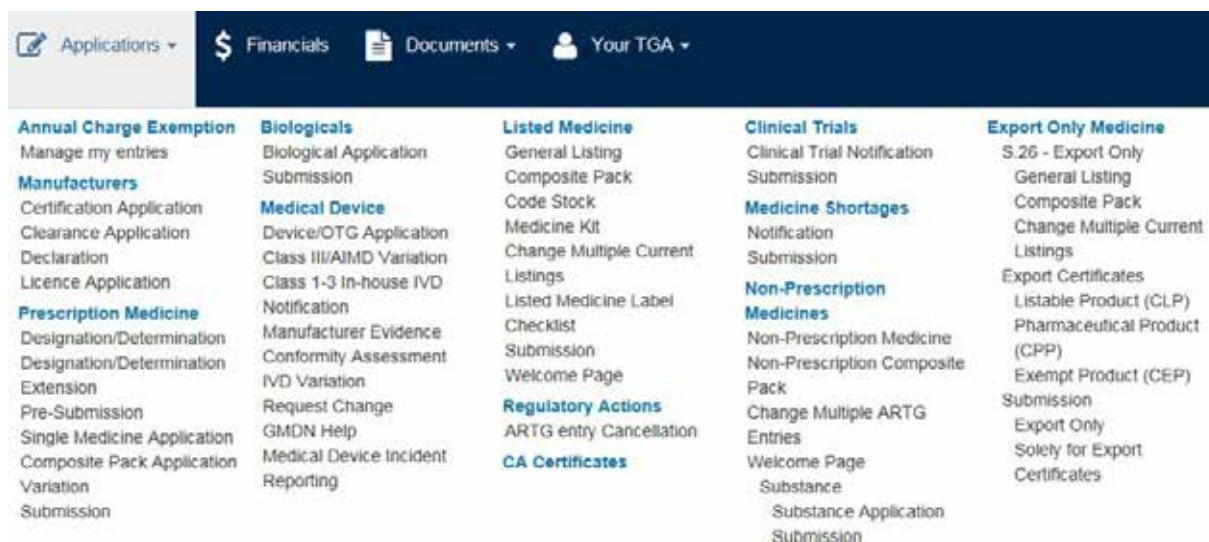 Applications
Financials
Documents
Your TGA
Annual Charge Exemption
Manage my entries
Manufacturers
Certification Application
Clearance Application
Declaration
Licence Application
Prescription Medicine
Designation/Determination
Designation/Determination
Extension
Pre-Submission
Single Medicine Application
Composite Pack Application
Variation
Submission
Biologicals
Biological Application
Submission
Medical Device
Device/OTG Application
Class III/AIMD Variation
Class 1-3 In-house IVD
Notification
Manufacturer Evidence
Conformity Assessment
IVD Variation
Request Change
GMDN Help
Medical Device Incident
Reporting
Listed Medicine
General Listing
Composite Pack
Code Stock
Medicine Kit
Change Multiple Current
Listings
Listed Medicine Label
Checklist
Submission
Welcome Page
Regulatory Actions
ARTG entry Cancellation
CA Certificates
Clinical Trials
Clinical Trial Notification
Submission
Medicine Shortages
Notification
Submission
Non-Prescription
Medicines
Non-Prescription Medicine
Non-Prescription Composite
Pack
Change Multiple ARTG
Entries
Welcome Page
Substance
Substance Application
Submission
Export Only Medicine
S.26 - Export Only
General Listing
Composite Pack
Change Multiple Current
Listings
Export Certificates
Listable Product (CLP)
Pharmaceutical Product
(CPP)
Exempt Product (CEP)
Submission
Export Only
Solely for Export
Certificates